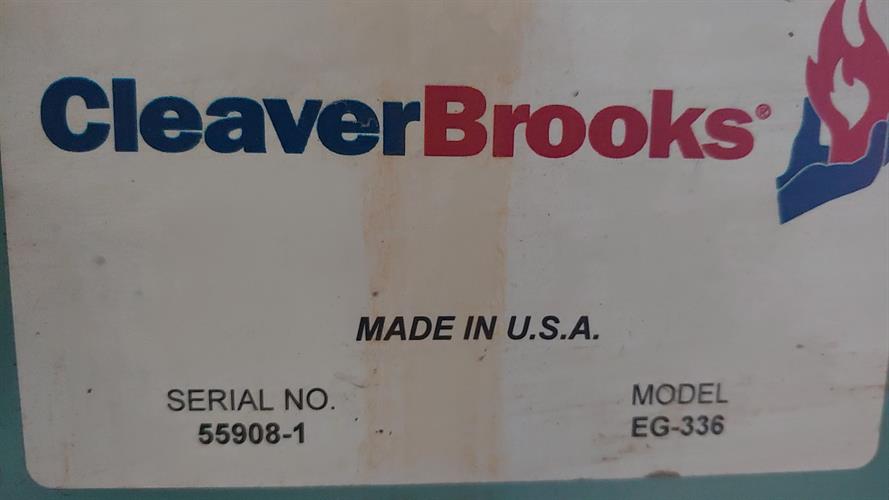 CleaverBrooks®
MADE IN U.S.A.
SERIAL NO.
55908-1
MODEL
EG-336